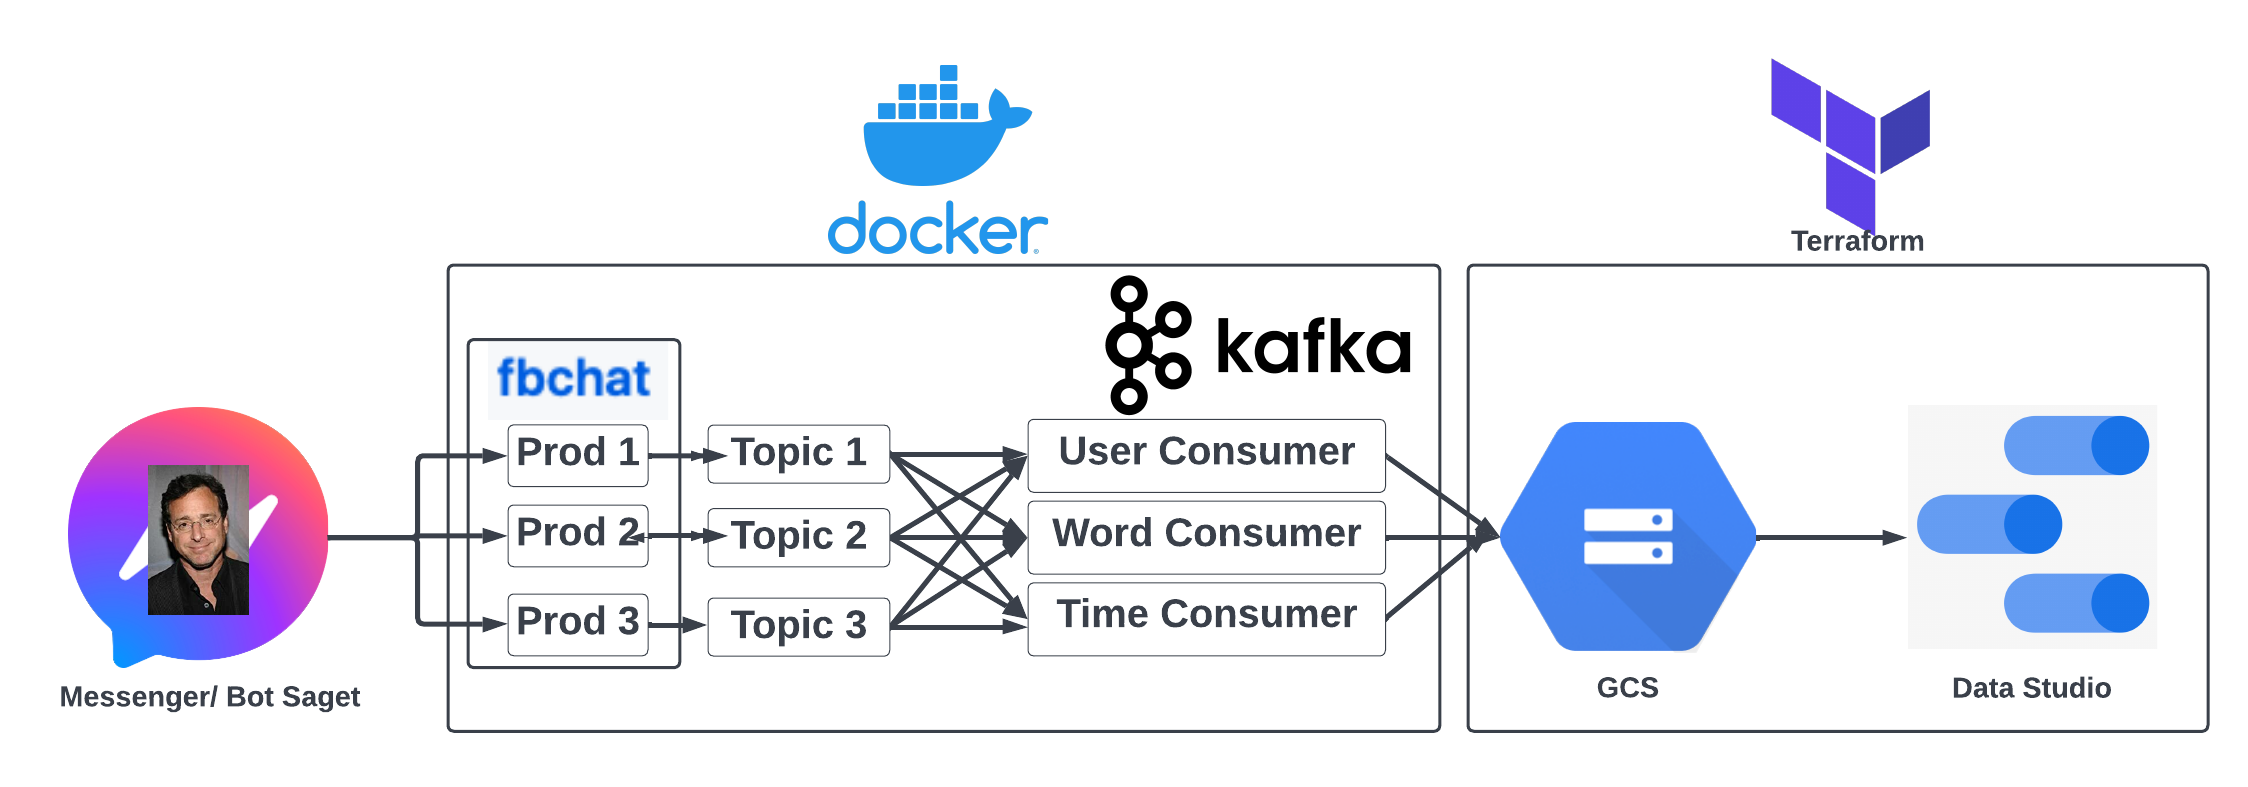 docker
Terraform
kafka
fbchat
Prod 1
Topic 1
User Consumer
Prod 2
Topic 2
Word Consumer
Prod 3
Topic 3
Time Consumer
Messenger/ Bot Saget
GCS
Data Studio